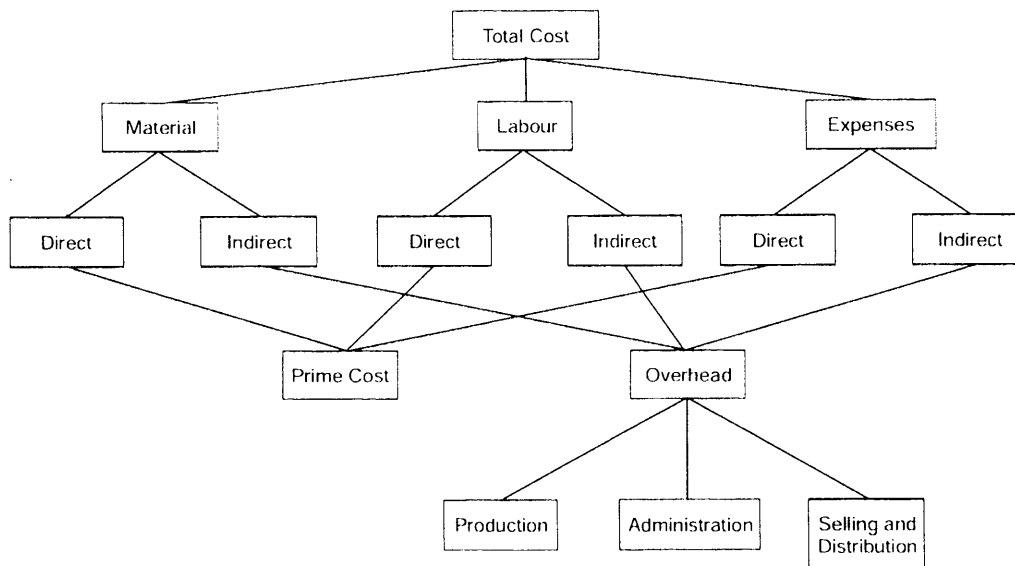 Total Cost
Material
Labour
Expenses
Direct
Indirect
Direct
Indirect
Direct
Indirect
Prime Cost
Overhead
Production
Administration
Selling and
Distribution